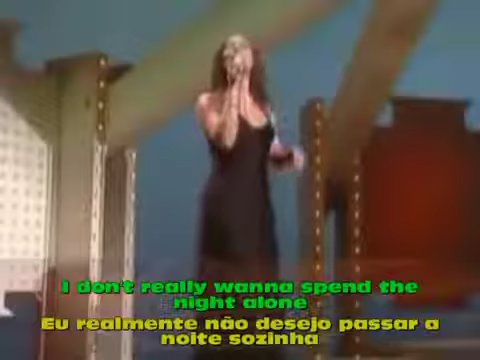 I don't really wanna spend the
night alone
Eu realmente não desejo passar a
noite sozinha